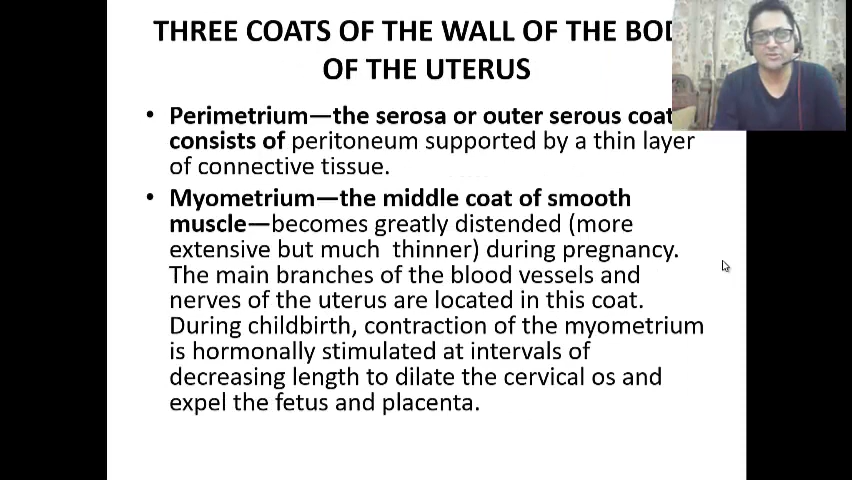 THREE COATS OF THE WALL OF THE BOD
OF THE UTERUS
• Perimetrium—the serosa or outer serous coat
consists of peritoneum supported by a thin layer
of connective tissue.
• Myometrium—the middle coat of smooth
muscle—becomes greatly distended (more
extensive but much thinner) during pregnancy.
The main branches of the blood vessels and
nerves of the uterus are located in this coat.
During childbirth, contraction of the myometrium
is hormonally stimulated at intervals of
decreasing length to dilate the cervical os and
expel the fetus and placenta.